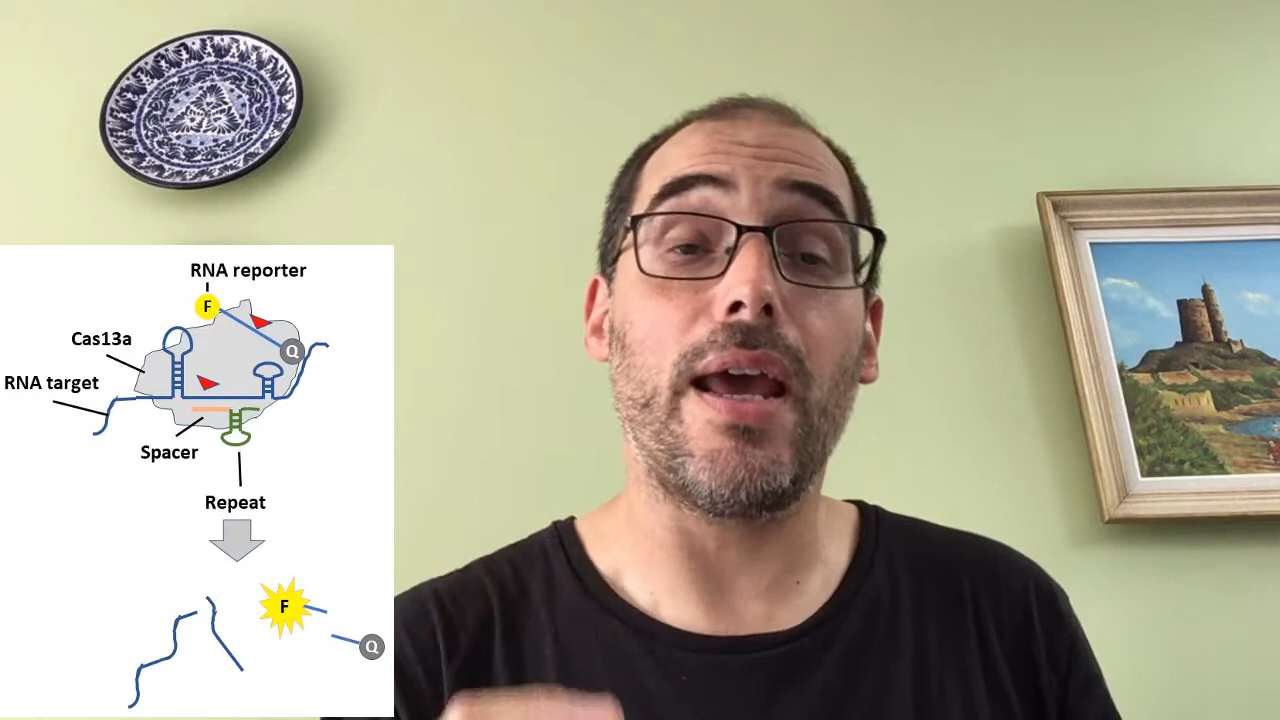 RNA reporter
F
Cas13a
Q
RNA target
Spacer
Repeat
F
Q